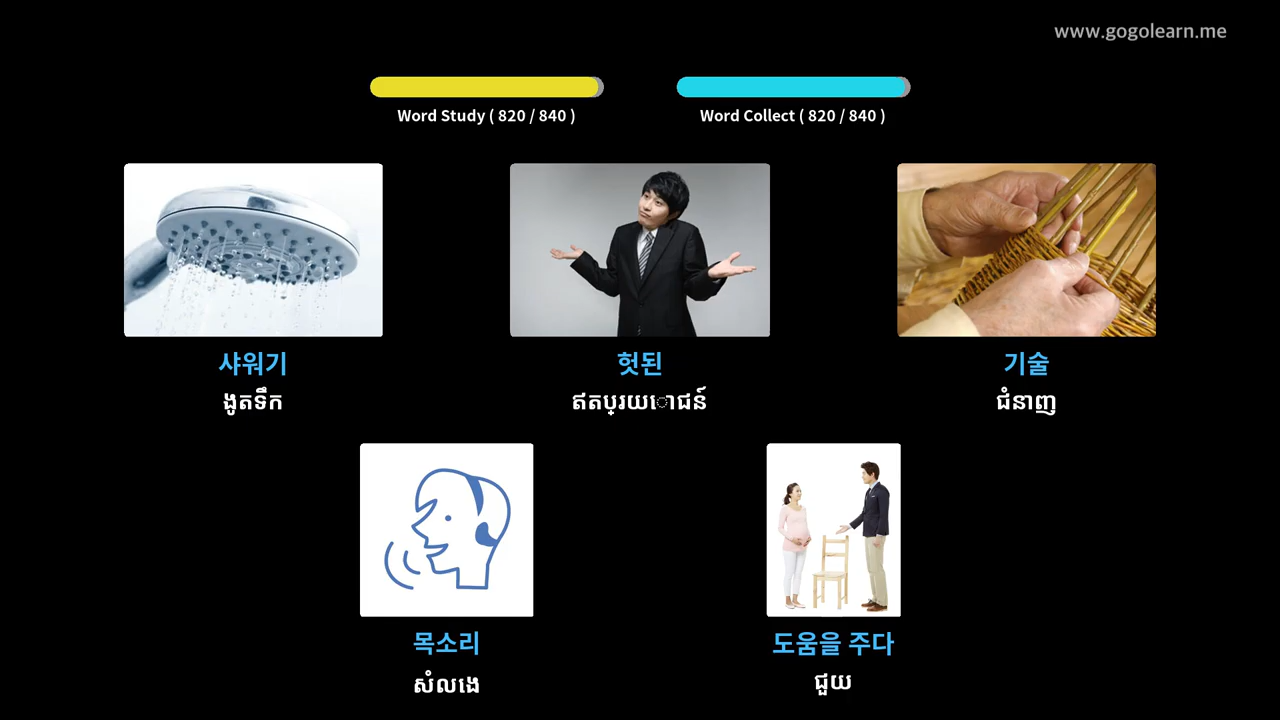 www.gogolearn.me
Word Study ( 820 / 840 )
Word Collect ( 820 / 840 )
샤워기
ងូតទឹក
헛된
ឥតប្រយោជន៍
기술
ជំនាញ
목소리
សំលេង
도움을 주다
ជួយ